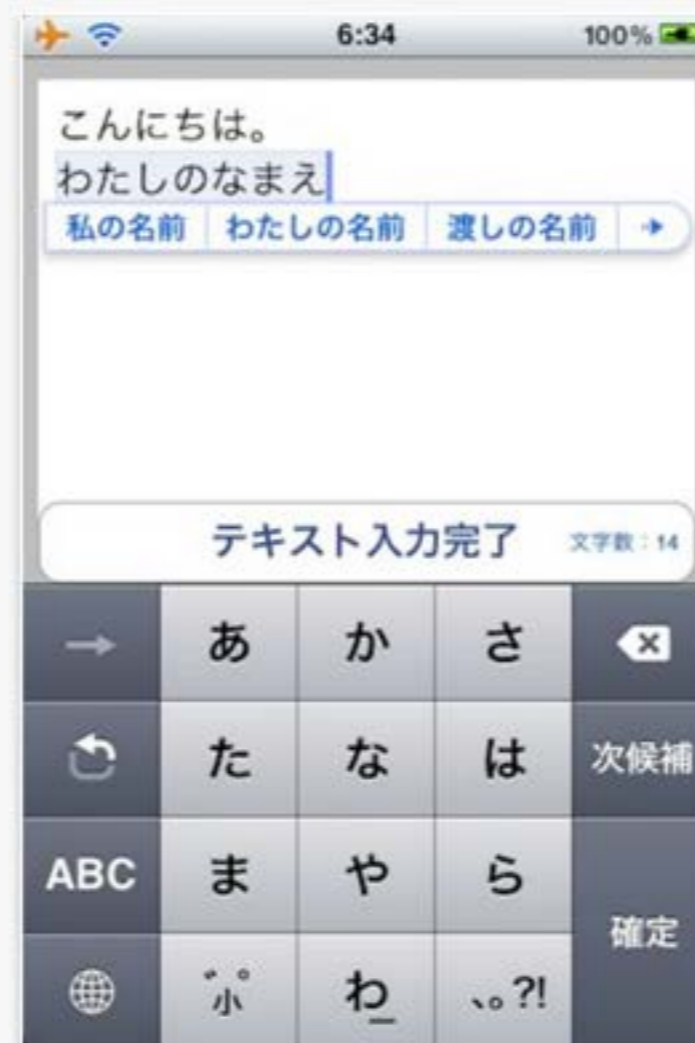 6:34 100%
こんにちは。
わたしのなまえ
私の名前 わたしの名前 渡しの名前 →
テキスト入力完了 文字数：14
→ あ か さ
た な は 次候補
ABC ま や ら
確定
゛゜小 わ_ 、。?!